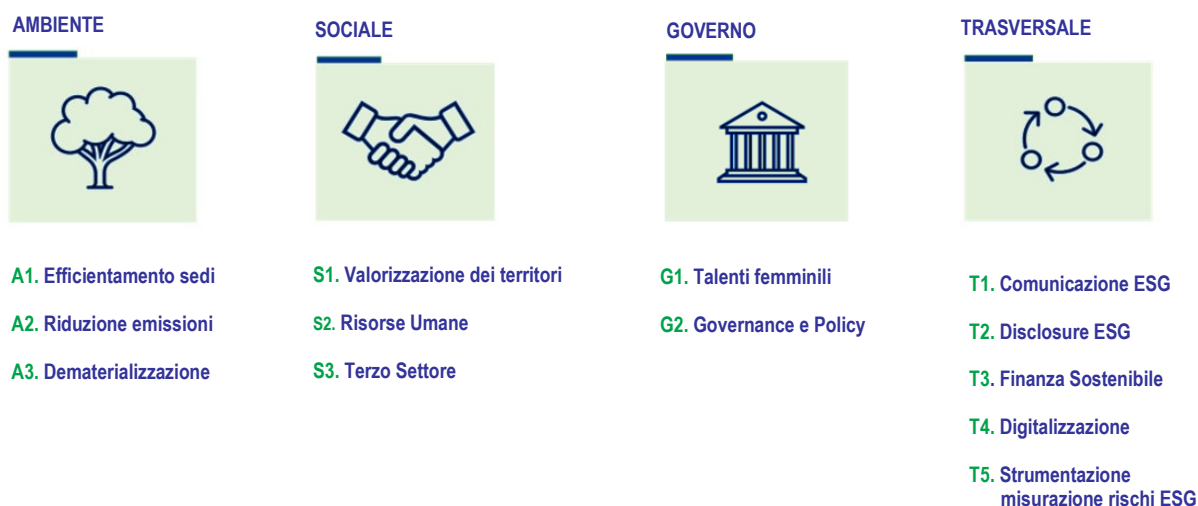 AMBIENTE
A1. Efficientamento sedi
A2. Riduzione emissioni
A3. Dematerializzazione
SOCIALE
S1. Valorizzazione dei territori
S2. Risorse Umane
S3. Terzo Settore
GOVERNO
G1. Talenti femminili
G2. Governance e Policy
TRASVERSALE
T1. Comunicazione ESG
T2. Disclosure ESG
T3. Finanza Sostenibile
T4. Digitalizzazione
T5. Strumentazione
misurazione rischi ESG